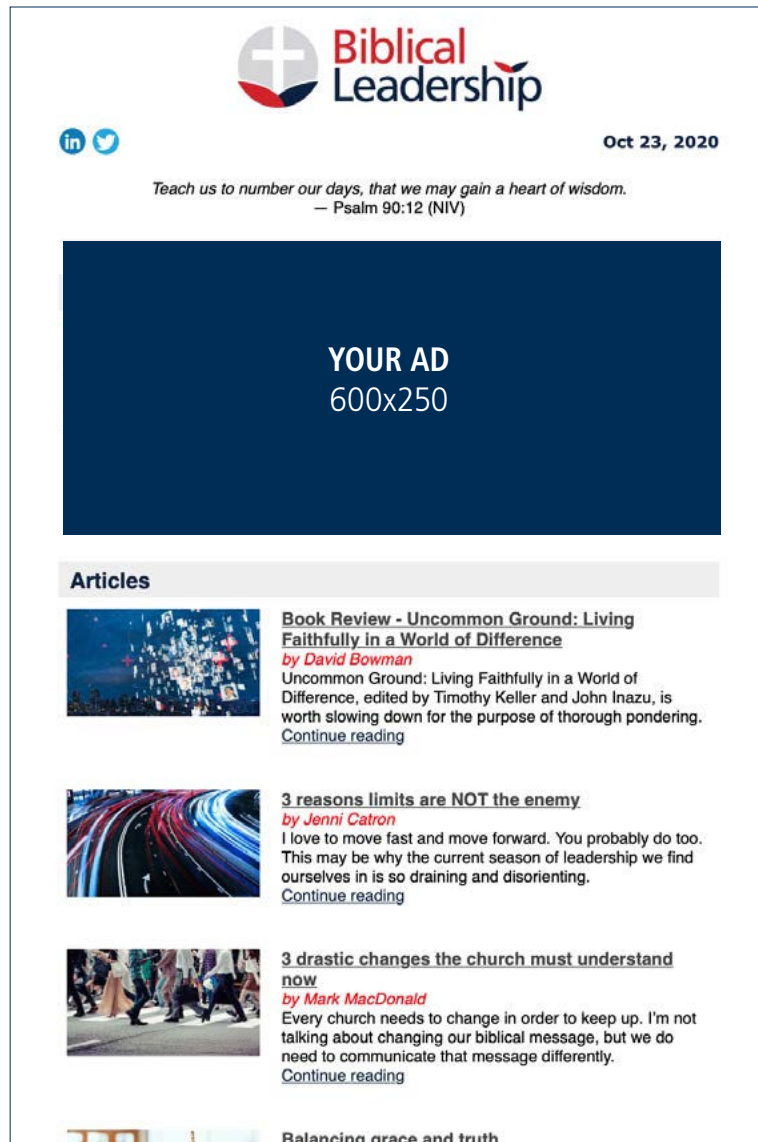 Biblical
Leadership
in
Oct 23, 2020
Teach us to number our days, that we may gain a heart of wisdom.
— Psalm 90:12 (NIV)
YOUR AD
600x250
Articles
Book Review - Uncommon Ground: Living
Faithfully in a World of Difference
by David Bowman
Uncommon Ground: Living Faithfully in a World of
Difference, edited by Timothy Keller and John Inazu, is
worth slowing down for the purpose of thorough pondering.
Continue reading
3 reasons limits are NOT the enemy
by Jenni Catron
I love to move fast and move forward. You probably do too.
This may be why the current season of leadership we find
ourselves in is so draining and disorienting.
Continue reading
3 drastic changes the church must understand
now
by Mark MacDonald
Every church needs to change in order to keep up. I'm not
talking about changing our biblical message, but we do
need to communicate that message differently.
Continue reading
Balancing grace and truth